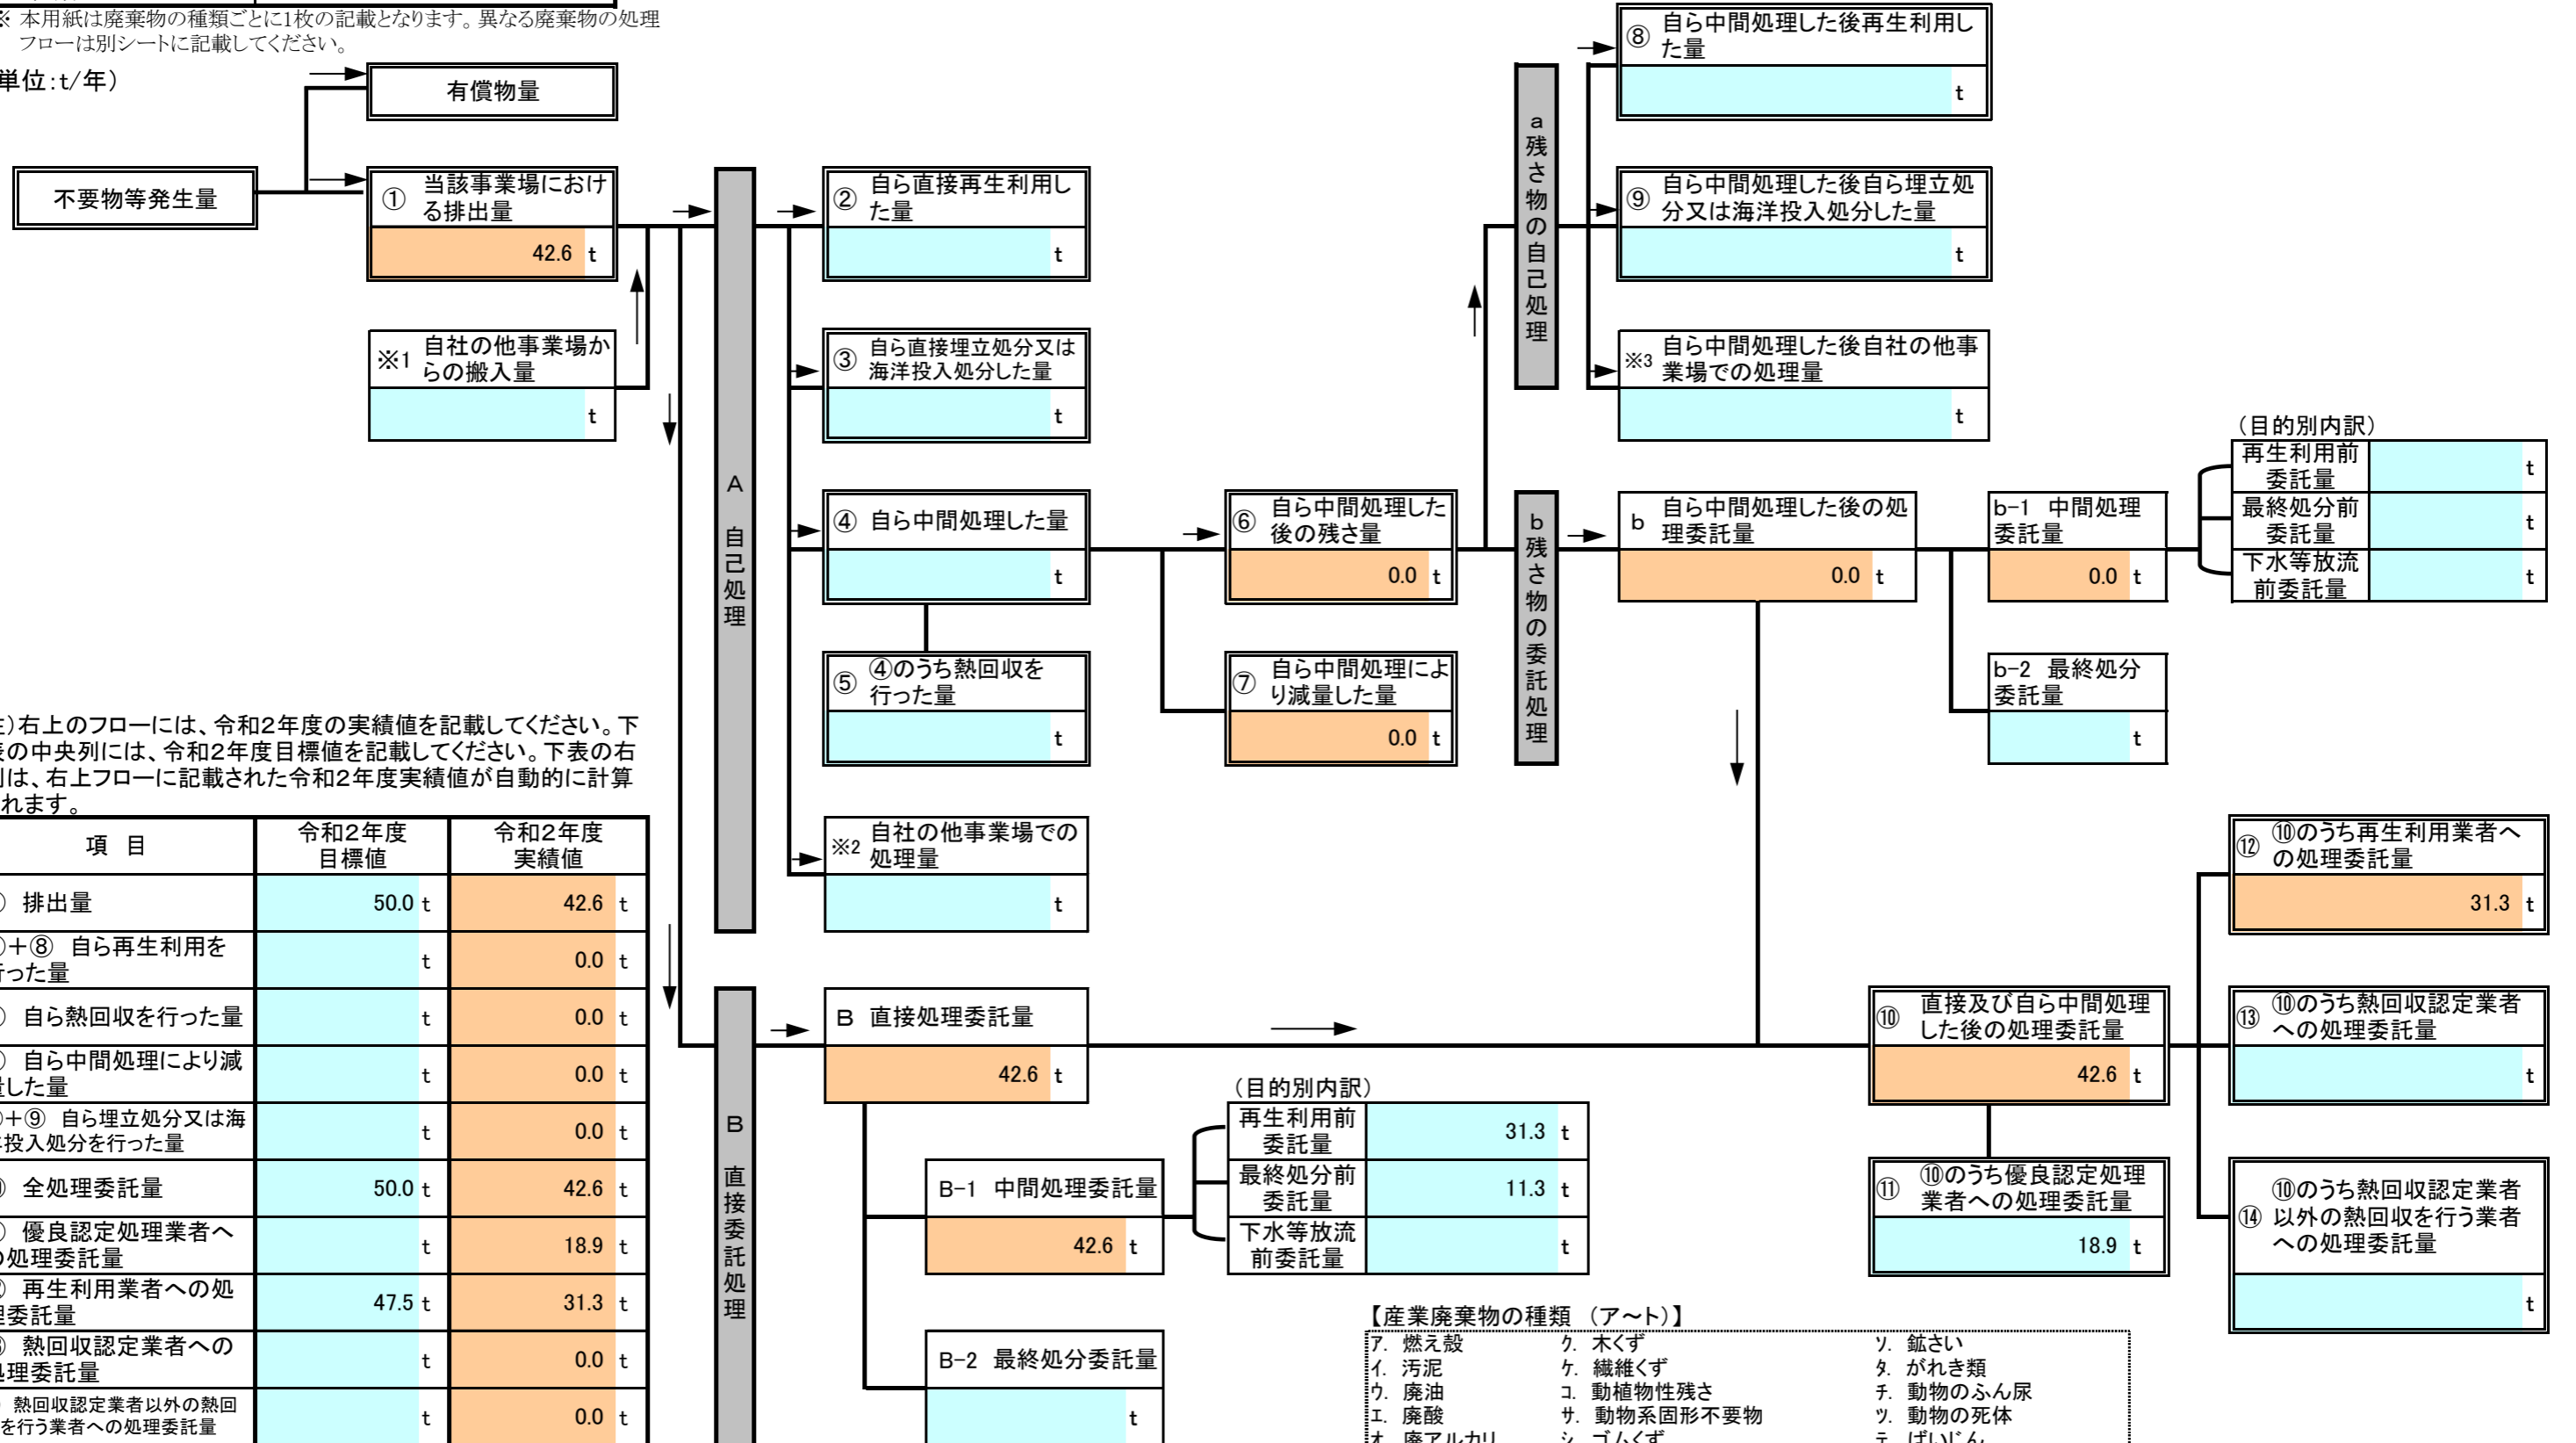 ※ 本用紙は廃棄物の種類ごとに1枚の記載となります。異なる廃棄物の処理
フローは別シートに記載してください。
単位:t/年)
有償物量
不要物等発生量
① 当該事業場におけ
る排出量
42.6 t
※1 自社の他事業場か
らの搬入量
t
A 自己処理
② 自ら直接再生利用し
た量
t
③ 自ら直接埋立処分又は
海洋投入処分した量
t
④ 自ら中間処理した量
t
⑤ ④のうち熱回収を
行った量
t
※2 自社の他事業場での
処理量
t
⑥ 自ら中間処理した
後の残さ量
0.0 t
⑦ 自ら中間処理によ
り減量した量
0.0 t
a残さ物の自己処理
⑧ 自ら中間処理した後再生利用し
た量
t
⑨ 自ら中間処理した後自ら埋立処
分又は海洋投入処分した量
t
※3 自ら中間処理した後自社の他事
業場での処理量
t
b残さ物の委託処理
b 自ら中間処理した後の処
理委託量
0.0 t
b-1 中間処理
委託量
0.0 t
b-2 最終処分
委託量
t
(目的別内訳)
再生利用前
委託量
t
最終処分前
委託量
t
下水等放流
前委託量
t
)右上のフローには、令和2年度の実績値を記載してください。下
の中央列には、令和2年度目標値を記載してください。下表の右
は、右上フローに記載された令和2年度実績値が自動的に計算
れます。
項 目 令和2年度
目標値 令和2年度
実績値
排出量 50.0 t 42.6 t
+⑧ 自ら再生利用を
った量 t 0.0 t
自ら熱回収を行った量 t 0.0 t
自ら中間処理により減
した量 t 0.0 t
+⑨ 自ら埋立処分又は海
投入処分を行った量 t 0.0 t
全処理委託量 50.0 t 42.6 t
優良認定処理業者へ
処理委託量 t 18.9 t
再生利用業者への処
委託量 47.5 t 31.3 t
熱回収認定業者への
処理委託量 t 0.0 t
熱回収認定業者以外の熱回
を行う業者への処理委託量 t 0.0 t
B 直接委託処理
B 直接処理委託量
42.6 t
B-1 中間処理委託量
42.6 t
B-2 最終処分委託量
t
(目的別内訳)
再生利用前
委託量
31.3 t
最終処分前
委託量
11.3 t
下水等放流
前委託量
t
⑩ 直接及び自ら中間処理
した後の処理委託量
42.6 t
⑪ ⑩のうち優良認定処理
業者への処理委託量
18.9 t
⑫ ⑩のうち再生利用業者へ
の処理委託量
31.3 t
⑬ ⑩のうち熱回収認定業者
への処理委託量
t
⑭ ⑩のうち熱回収認定業者
以外の熱回収を行う業者
への処理委託量
t
【産業廃棄物の種類 (ア~ト)】
ア. 燃え殻 ク. 木くず ソ. 鉱さい
イ. 汚泥 ケ. 繊維くず タ. がれき類
ウ. 廃油 コ. 動植物性残さ チ. 動物のふん尿
エ. 廃酸 サ. 動物系固形不要物 ツ. 動物の死体
オ. 廃アルカリ シ. ゴムくず テ. ばいじん